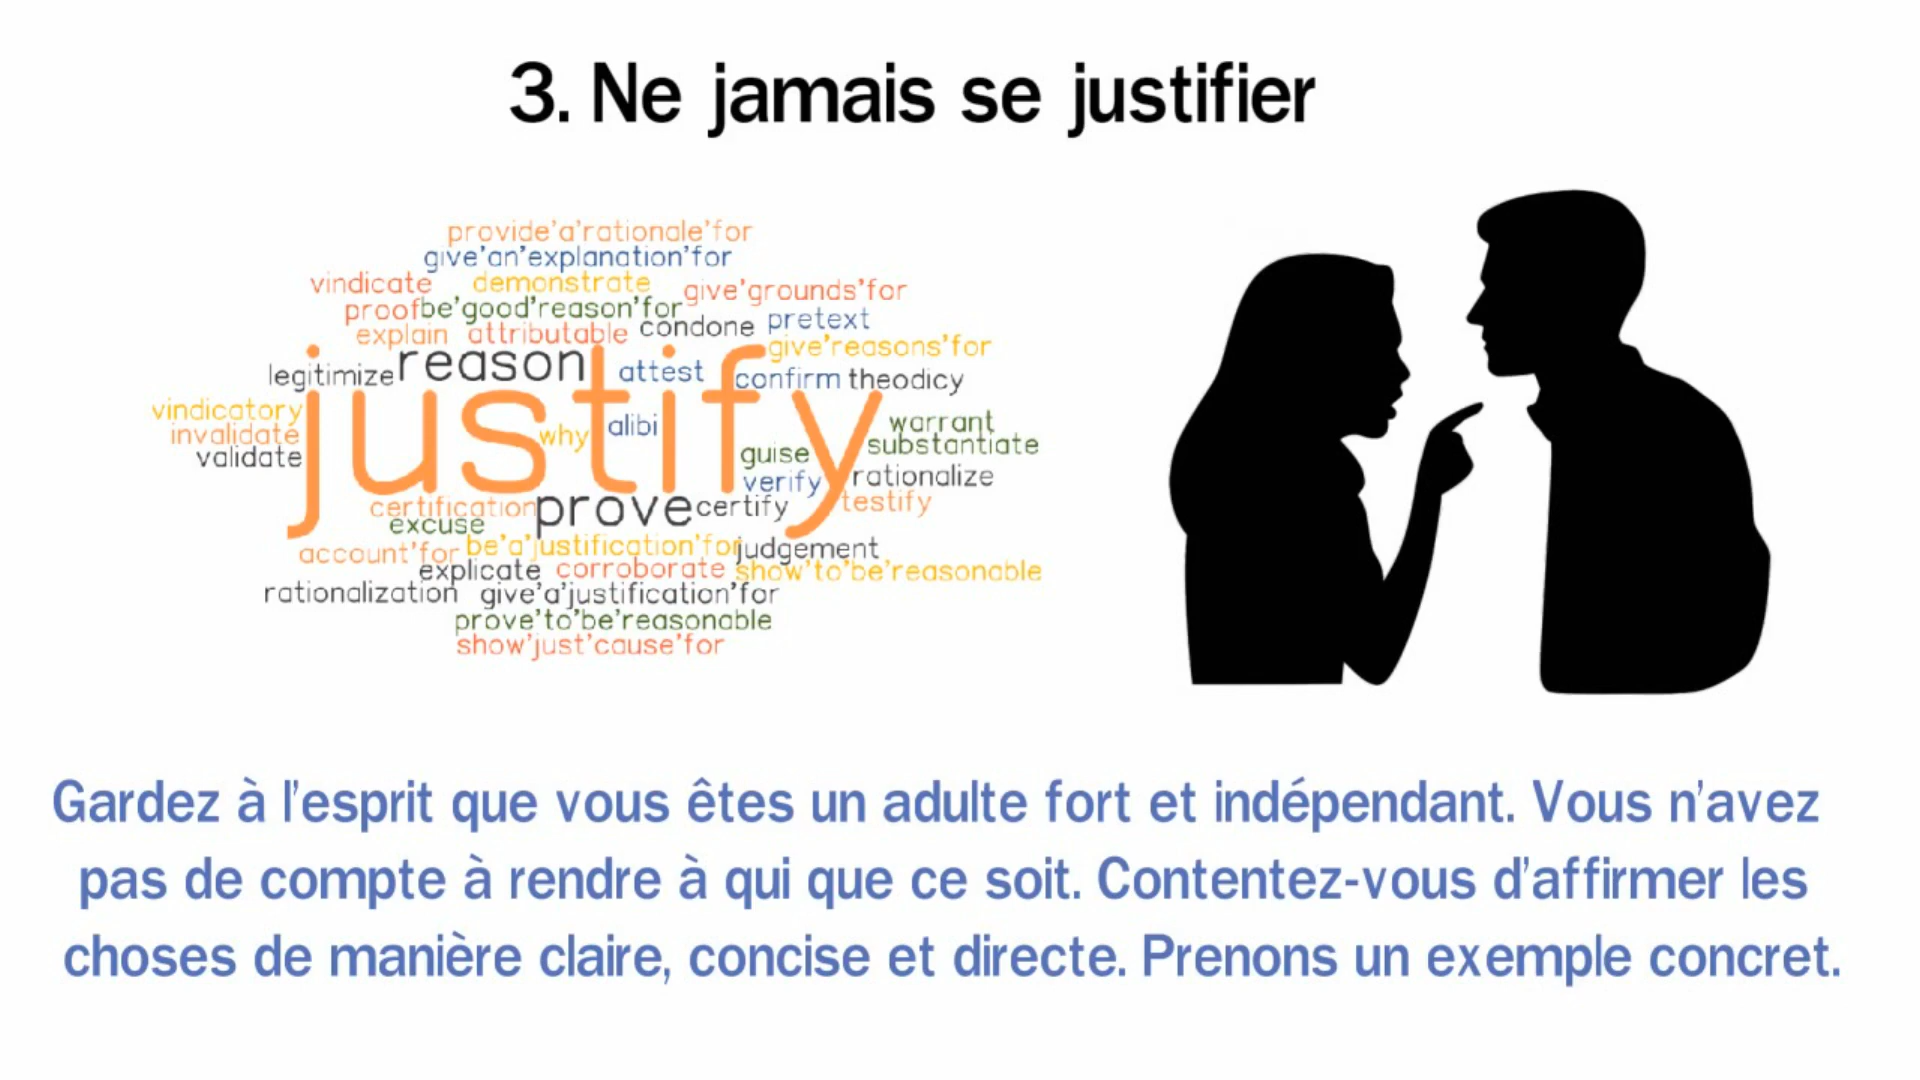 3. Ne jamais se justifier
provide'a'rationale'for
give'an'explanation'for
vindicate demonstrate give'grounds'for
proof be'good'reason'for
explain attributable condone pretext
give'reasons'for
legitimize reason attest confirm theodicy
justify
vindicatory
invalidate why alibi warrant
validate guise substantiate
verify rationalize
certification prove certify testify
excuse
account'for be'a'justification'for judgement
explicate corroborate show'to'be'reasonable
rationalization give'a'justification'for
prove'to'be'reasonable
show'just'cause'for
Gardez à l'esprit que vous êtes un adulte fort et indépendant. Vous n'avez
pas de compte à rendre à qui que ce soit. Contentez-vous d'affirmer les
choses de manière claire, concise et directe. Prenons un exemple concret.